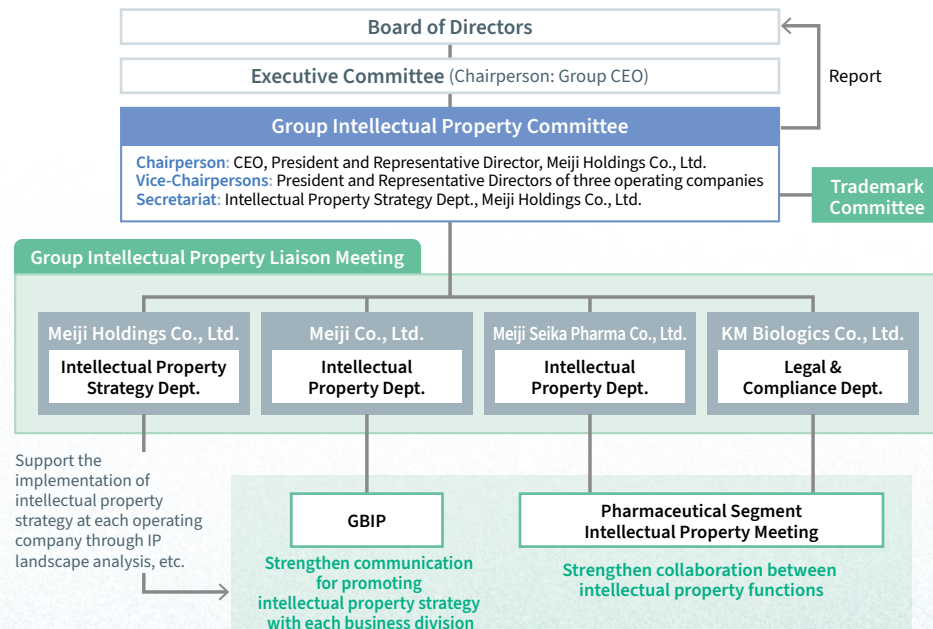 Board of Directors
Executive Committee (Chairperson: Group CEO)
Report
Group Intellectual Property Committee
Chairperson: CEO, President and Representative Director, Meiji Holdings Co., Ltd.
Vice-Chairpersons: President and Representative Directors of three operating companies
Secretariat: Intellectual Property Strategy Dept., Meiji Holdings Co., Ltd.
Trademark
Committee
Group Intellectual Property Liaison Meeting
Meiji Holdings Co., Ltd.
Intellectual Property
Strategy Dept.
Meiji Co., Ltd.
Intellectual
Property Dept.
Meiji Seika Pharma Co., Ltd.
Intellectual
Property Dept.
KM Biologics Co., Ltd.
Legal &
Compliance Dept.
Support the
implementation of
intellectual property
strategy at each operating
company through IP
landscape analysis, etc.
GBIP
Strengthen communication
for promoting
intellectual property strategy
with each business division
Pharmaceutical Segment
Intellectual Property Meeting
Strengthen collaboration between
intellectual property functions